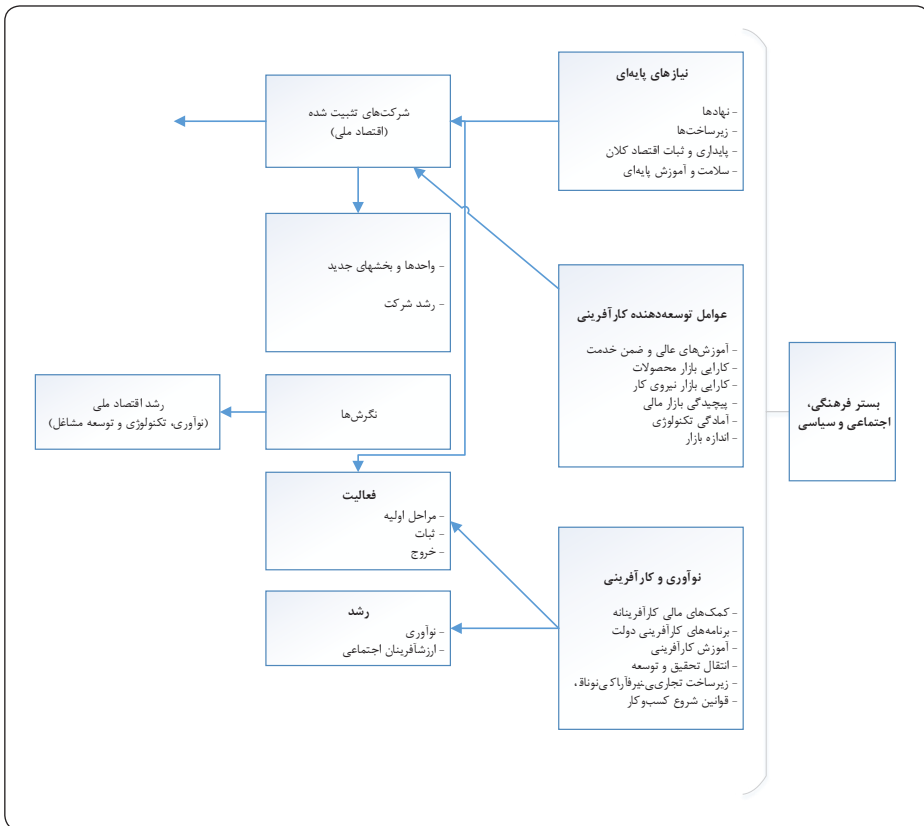 بستر فرهنگی،
اجتماعی و سیاسی
نیازهای پایه‌ای
- نهادها
- زیرساخت‌ها
- پایداری و ثبات اقتصاد کلان
- سلامت و آموزش پایه‌ای
عوامل توسعه‌دهنده کارآفرینی
- آموزش‌های عالی و ضمن خدمت
- کارایی بازار محصولات
- کارایی بازار نیروی کار
- پیچیدگی بازار مالی
- آمادگی تکنولوژی
- اندازه بازار
نوآوری و کارآفرینی
- کمک‌های مالی کارآفرینانه
- برنامه‌های کارآفرینی دولت
- آموزش کارآفرینی
- انتقال تحقیق و توسعه
- زیرساخت تجاری
- قوانین شروع کسب‌وکار
شرکت‌های تثبیت شده
(اقتصاد ملی)
- واحدها و بخشهای جدید
- رشد شرکت
نگرش‌ها
فعالیت
- مراحل اولیه
- ثبات
- خروج
رشد
- نوآوری
- ارزشآفرینان اجتماعی
رشد اقتصاد ملی
(نوآوری، تکنولوژی و توسعه مشاغل)